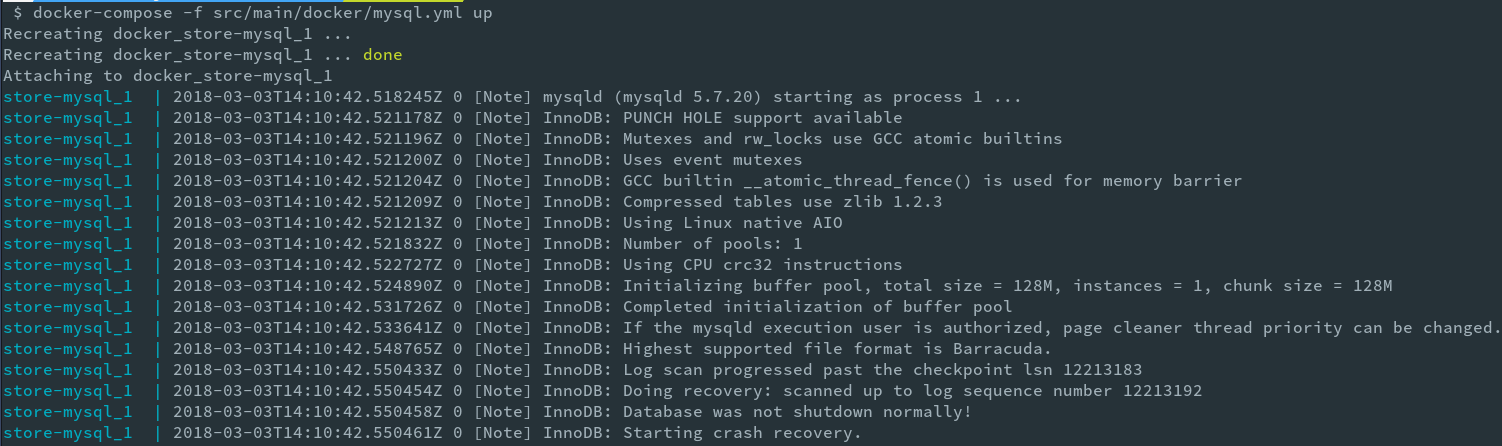 $ docker-compose -f src/main/docker/mysql.yml up
Recreating docker_store-mysql_1 ...
Recreating docker_store-mysql_1 ... done
Attaching to docker_store-mysql_1
store-mysql_1  | 2018-03-03T14:10:42.518245Z 0 [Note] mysqld (mysqld 5.7.20) starting as process 1 ...
store-mysql_1  | 2018-03-03T14:10:42.521178Z 0 [Note] InnoDB: PUNCH HOLE support available
store-mysql_1  | 2018-03-03T14:10:42.521196Z 0 [Note] InnoDB: Mutexes and rw_locks use GCC atomic builtins
store-mysql_1  | 2018-03-03T14:10:42.521200Z 0 [Note] InnoDB: Uses event mutexes
store-mysql_1  | 2018-03-03T14:10:42.521204Z 0 [Note] InnoDB: GCC builtin __atomic_thread_fence() is used for memory barrier
store-mysql_1  | 2018-03-03T14:10:42.521209Z 0 [Note] InnoDB: Compressed tables use zlib 1.2.3
store-mysql_1  | 2018-03-03T14:10:42.521213Z 0 [Note] InnoDB: Using Linux native AIO
store-mysql_1  | 2018-03-03T14:10:42.521832Z 0 [Note] InnoDB: Number of pools: 1
store-mysql_1  | 2018-03-03T14:10:42.522727Z 0 [Note] InnoDB: Using CPU crc32 instructions
store-mysql_1  | 2018-03-03T14:10:42.524890Z 0 [Note] InnoDB: Initializing buffer pool, total size = 128M, instances = 1, chunk size = 128M
store-mysql_1  | 2018-03-03T14:10:42.531726Z 0 [Note] InnoDB: Completed initialization of buffer pool
store-mysql_1  | 2018-03-03T14:10:42.533641Z 0 [Note] InnoDB: If the mysqld execution user is authorized, page cleaner thread priority can be changed.
store-mysql_1  | 2018-03-03T14:10:42.548765Z 0 [Note] InnoDB: Highest supported file format is Barracuda.
store-mysql_1  | 2018-03-03T14:10:42.550433Z 0 [Note] InnoDB: Log scan progressed past the checkpoint lsn 12213183
store-mysql_1  | 2018-03-03T14:10:42.550454Z 0 [Note] InnoDB: Doing recovery: scanned up to log sequence number 12213192
store-mysql_1  | 2018-03-03T14:10:42.550458Z 0 [Note] InnoDB: Database was not shutdown normally!
store-mysql_1  | 2018-03-03T14:10:42.550461Z 0 [Note] InnoDB: Starting crash recovery.